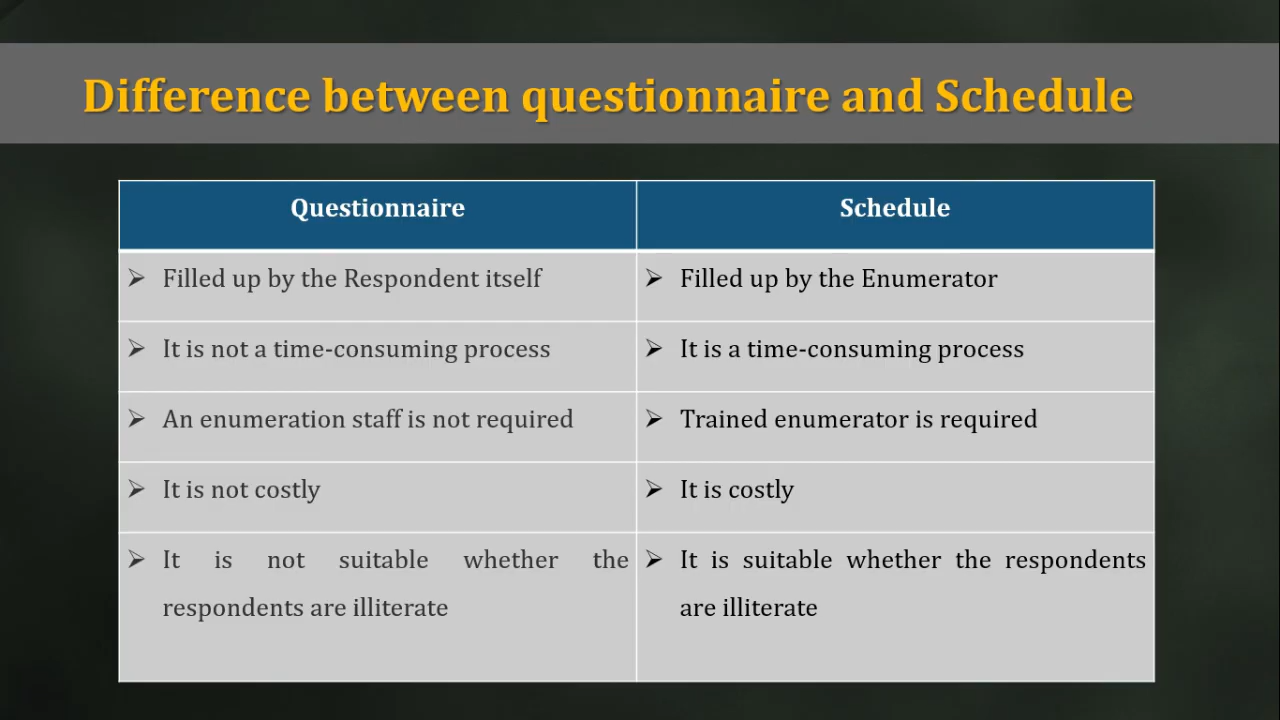 Difference between questionnaire and Schedule
Questionnaire
Schedule
➢ Filled up by the Respondent itself
➢ Filled up by the Enumerator
➢ It is not a time-consuming process
➢ It is a time-consuming process
➢ An enumeration staff is not required
➢ Trained enumerator is required
➢ It is not costly
➢ It is costly
➢ It is not suitable whether the
respondents are illiterate
➢ It is suitable whether the respondents
are illiterate